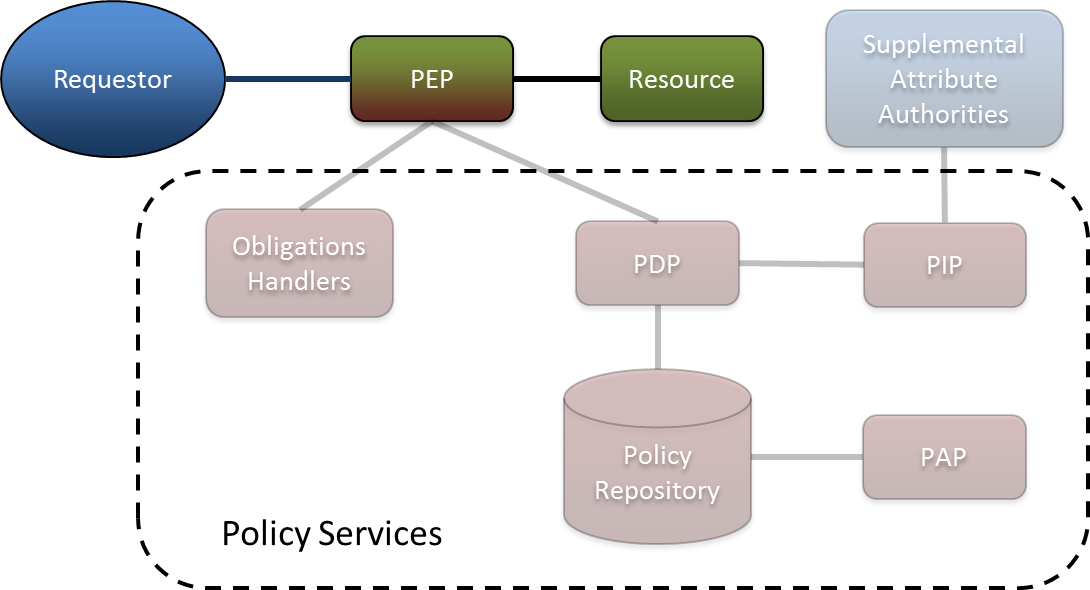 Requestor
PEP
Resource
Supplemental
Attribute
Authorities
Obligations
Handlers
PDP
PIP
Policy
Repository
PAP
Policy Services